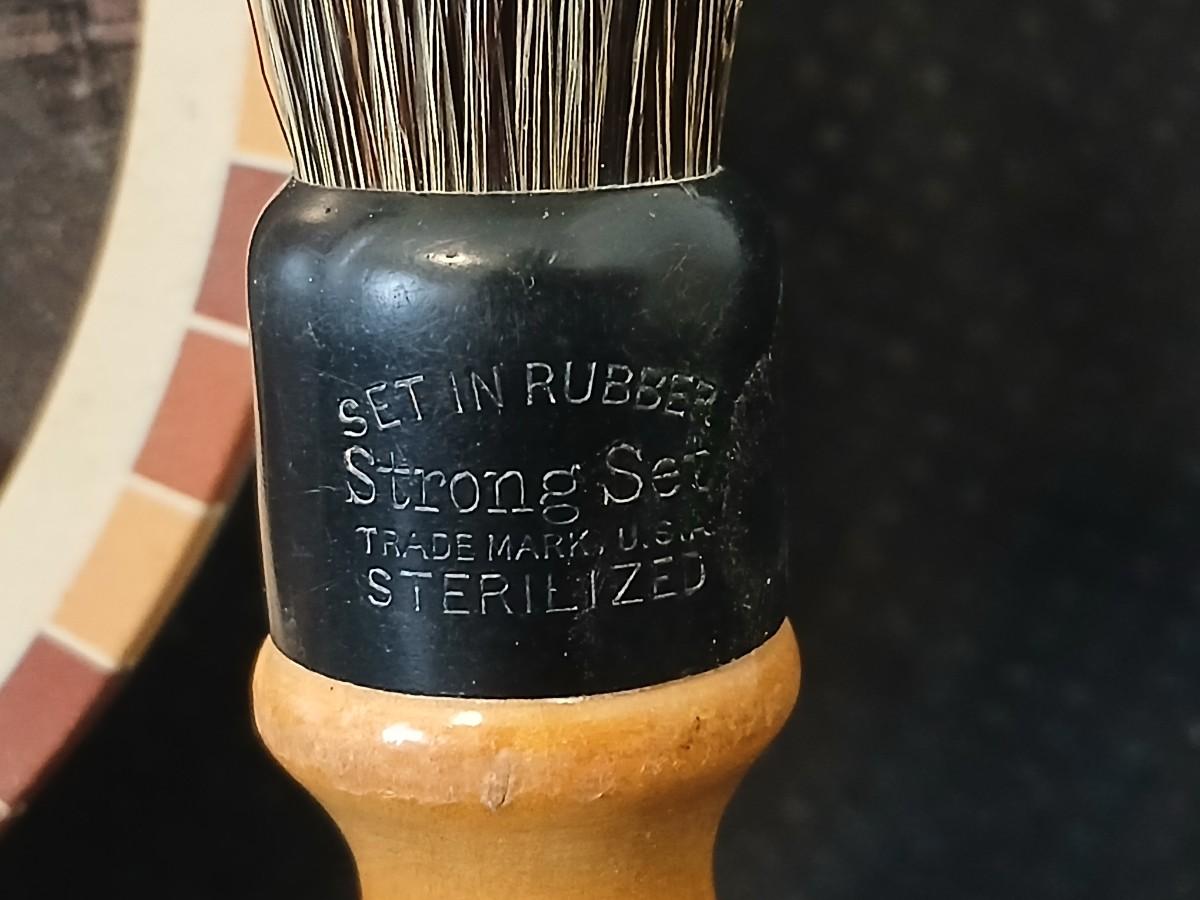 SET IN RUBBER
Strong Set
TRADE MARK, U.S.A.
STERILIZED